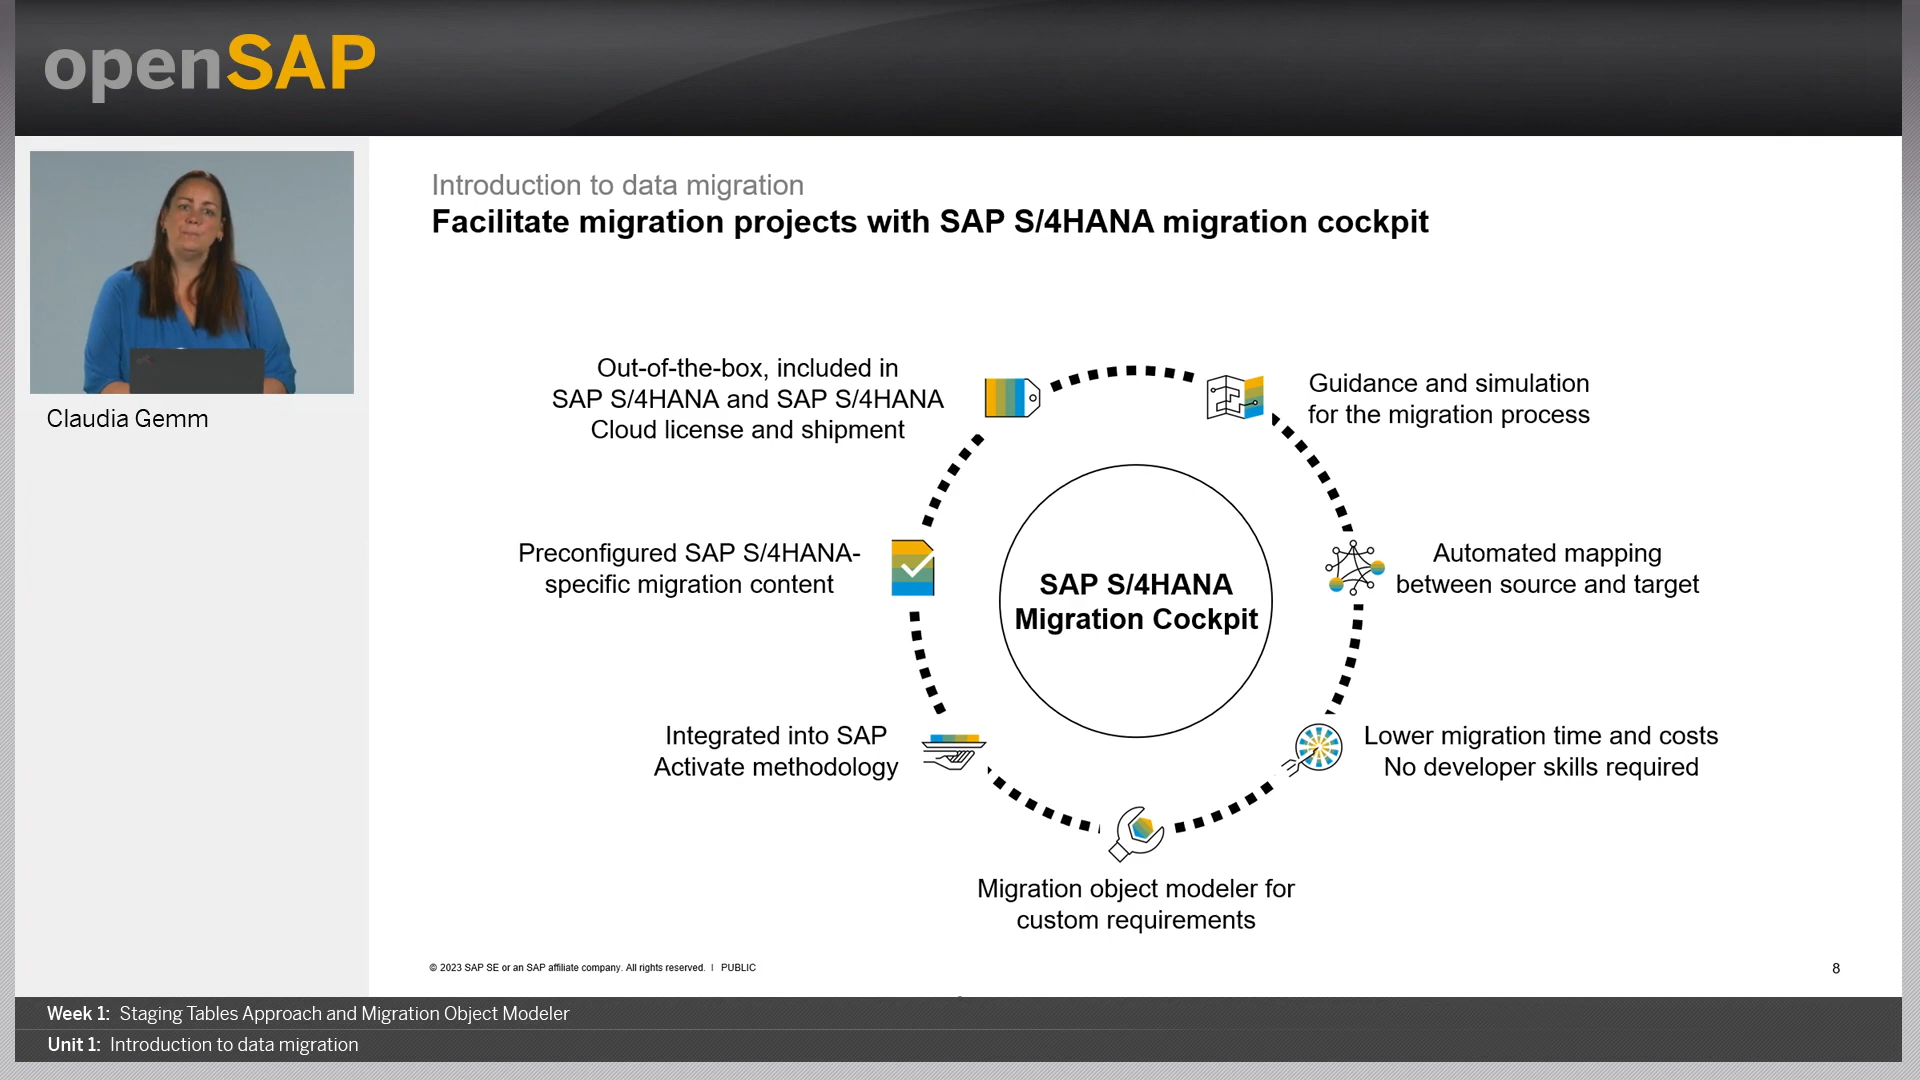 openSAP
Claudia Gemm
Introduction to data migration
Facilitate migration projects with SAP S/4HANA migration cockpit
Out-of-the-box, included in
SAP S/4HANA and SAP S/4HANA
Cloud license and shipment
Guidance and simulation
for the migration process
Preconfigured SAP S/4HANA-
specific migration content
SAP S/4HANA
Migration Cockpit
Automated mapping
between source and target
Integrated into SAP
Activate methodology
Lower migration time and costs
No developer skills required
Migration object modeler for
custom requirements
© 2023 SAP SE or an SAP affiliate company. All rights reserved. I PUBLIC
8
Week 1: Staging Tables Approach and Migration Object Modeler
Unit 1: Introduction to data migration